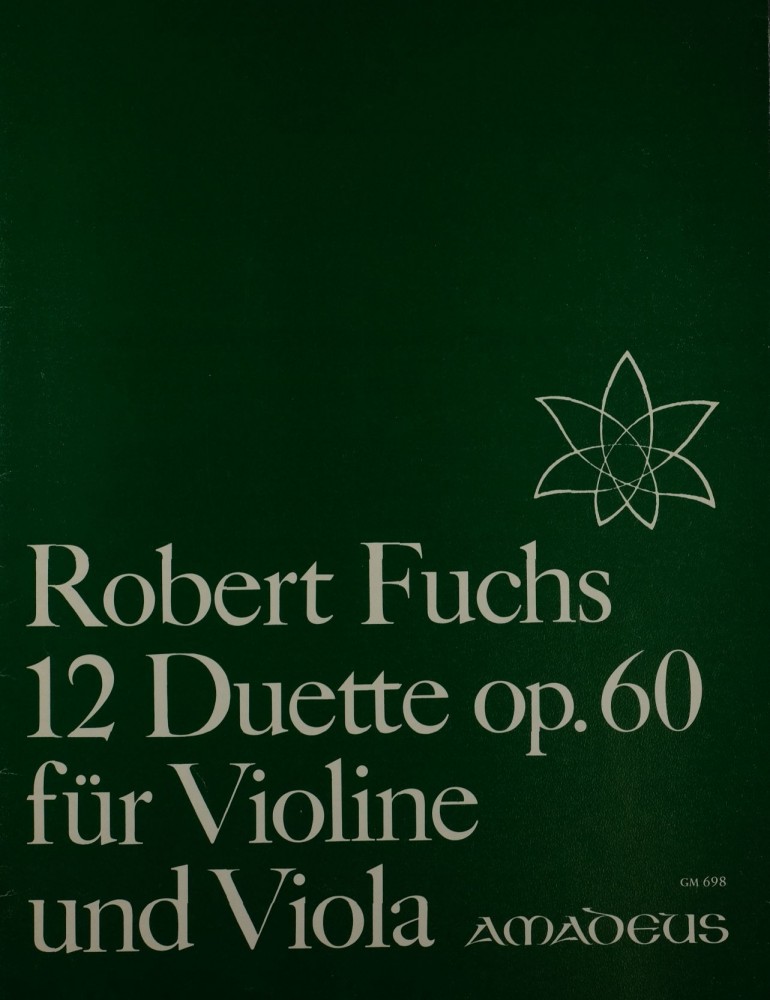 Robert Fuchs
12 Duette op. 60
für Violine
und Viola
GM 698
AMADEUS